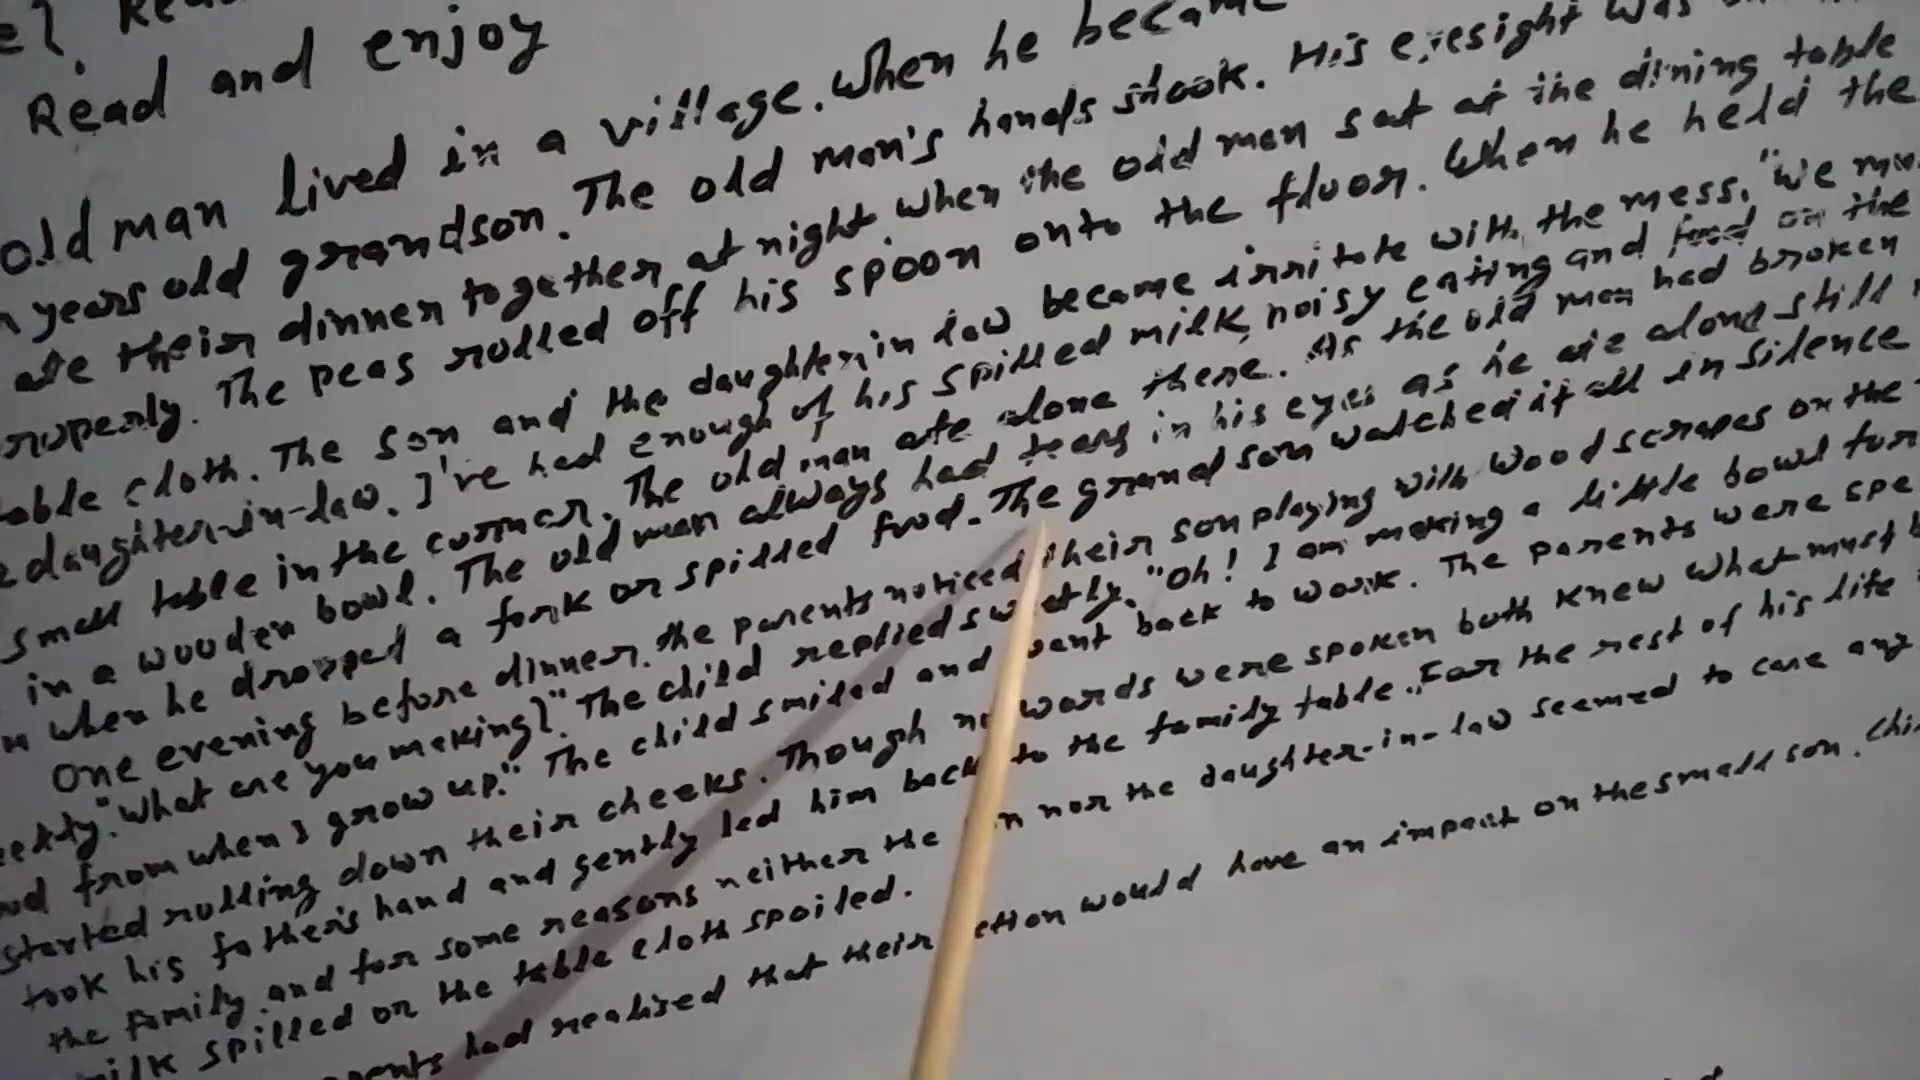 Read and enjoy
old man lived in a village. When he became
years old grandson. The old man's hands shook. His eyesight was
ate their dinner together at night. When the old man sat at the dining table
The peas rolled off his spoon onto the floor. When he held the
cloth. The son and the daughter in law became irritate with the mess. "We
daughter-in-law. I've had enough of his spilled milk, noisy eating and food on the
small table in the corner. The old man ate alone there. As the old man had broken
in a wooden bowl. The old man always had tears in his eyes as he ate alone still
when he dropped a fork or spilled food. The grand son watched it all in silence
One evening before dinner. the parents noticed their son playing with wood scrapes on the
"What are you making?" The child replied sweetly. "Oh! I am making a little bowl for
from when I grow up." The child smiled and went back to work. The parents were
started rolling down their cheeks. Though no words were spoken both knew what must
took his father's hand and gently led him back to the family table. For the rest of his life
the family. and for some reasons neither the nor the daughter-in-law seemed to care any
milk spilled on the table cloth spoiled.
had realised that their action would have an impact on the small son.